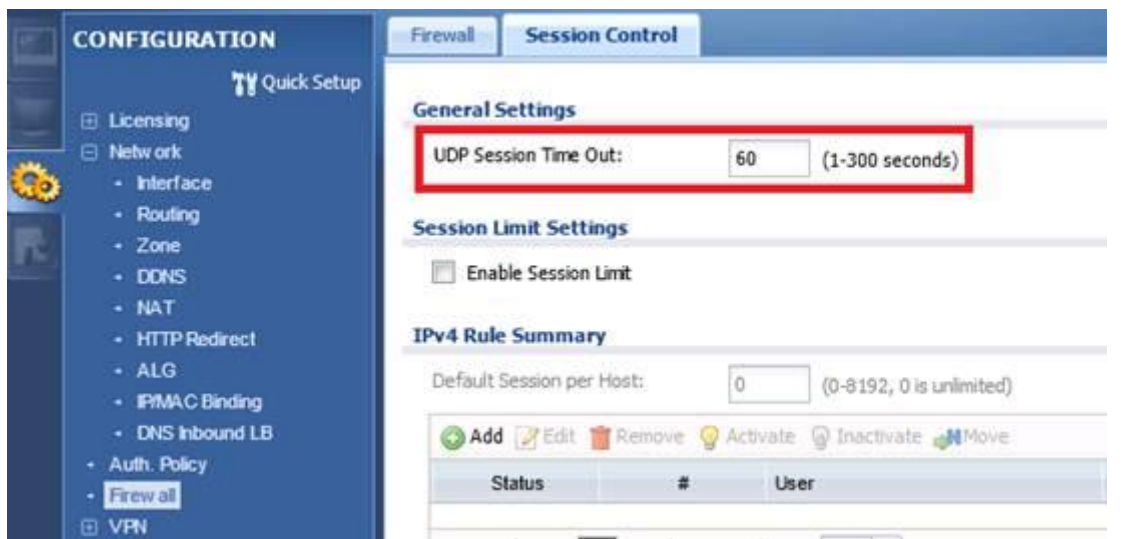 CONFIGURATION
Quick Setup
Licensing
Network
Interface
Routing
Zone
DDNS
NAT
HTTP Redirect
ALG
IP/MAC Binding
DNS Inbound LB
Auth. Policy
Firewall
VPN
Firewall Session Control
General Settings
UDP Session Time Out: 60 (1-300 seconds)
Session Limit Settings
Enable Session Limit
IPv4 Rule Summary
Default Session per Host: 0 (0-8192, 0 is unlimited)
Add Edit Remove Activate Inactivate Move
Status # User